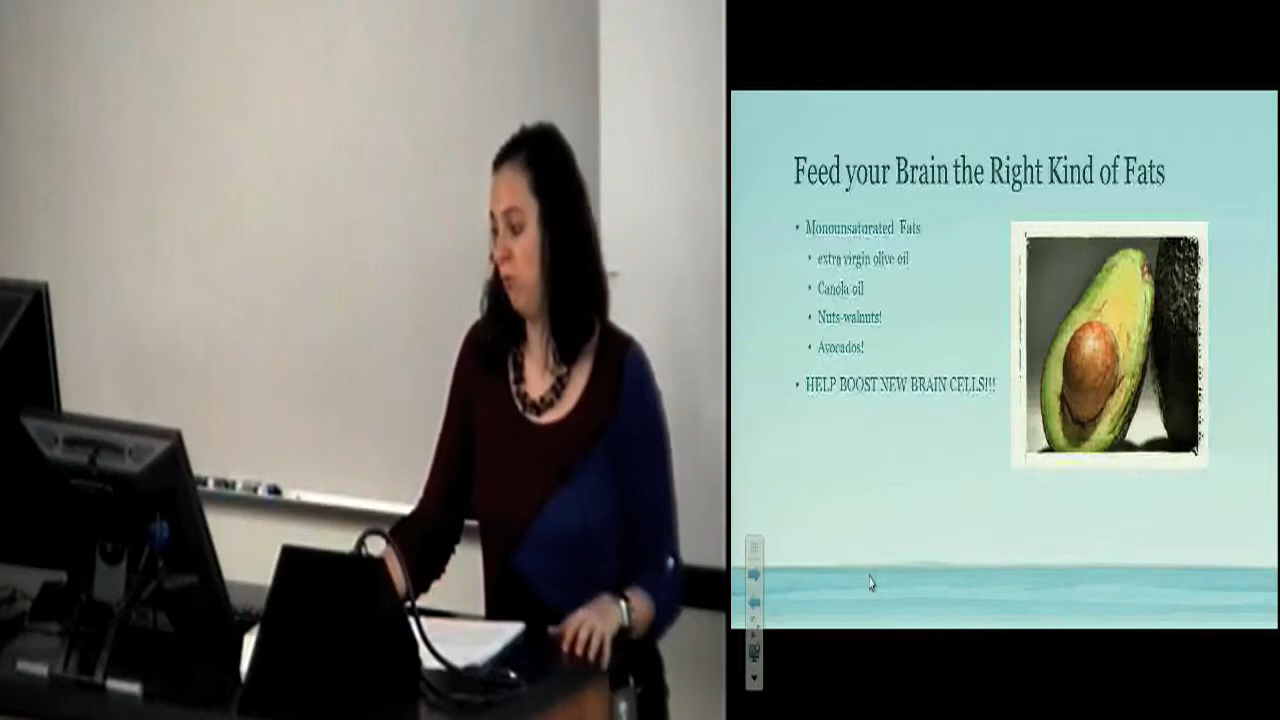 Feed your Brain the Right Kind of Fats
• Monounsaturated Fats
• extra virgin olive oil
• Canola oil
• Nuts-walnuts!
• Avocados!
• HELP BOOST NEW BRAIN CELLS!!!